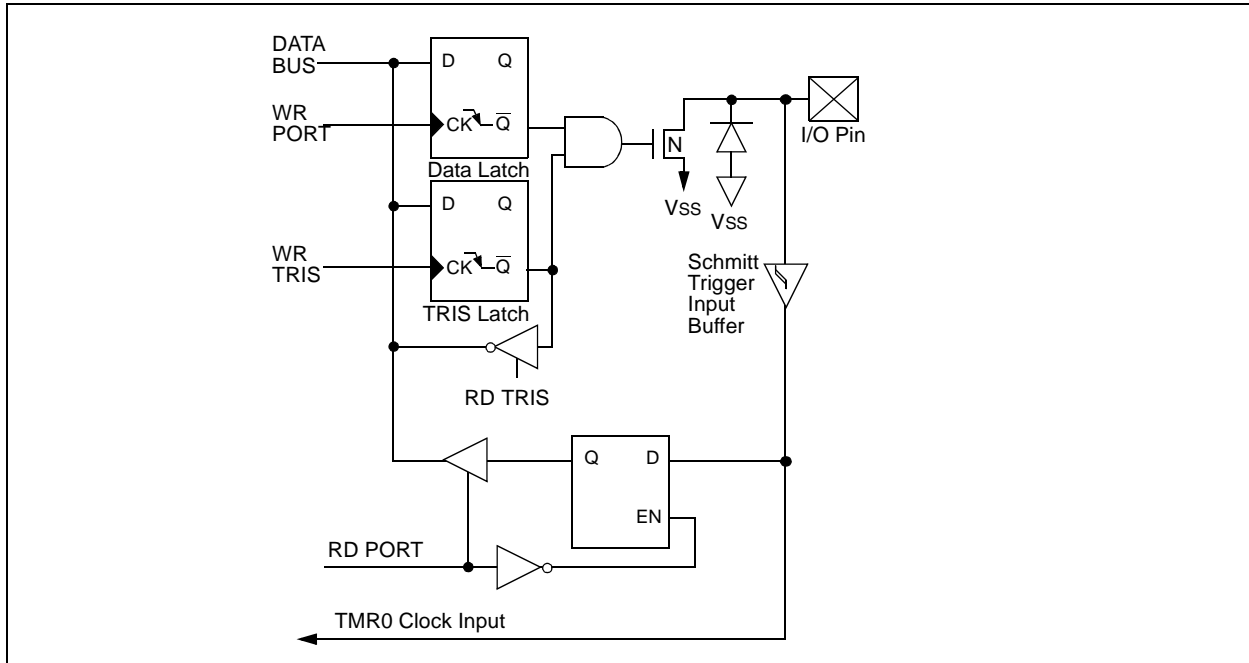 DATA
BUS
D
Q
WR
PORT
CK
Q̅
Data Latch
N
I/O Pin
VSS
VSS
D
Q
WR
TRIS
CK
Q̅
TRIS Latch
Schmitt
Trigger
Input
Buffer
RD TRIS
Q
D
EN
RD PORT
TMR0 Clock Input